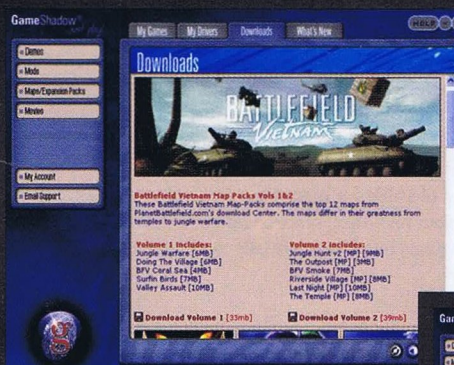 GameShadow
My Games
My Drivers
Downloads
What's New
HELP
Demos
Mods
Maps/Expansion Packs
Movies
My Account
Email Support
Downloads
BATTLEFIELD
VIETNAM
Battlefield Vietnam Map Packs Vols 1&2
These Battlefield Vietnam Map-Packs comprise the top 12 maps from
PlanetBattlefield.com's download Center. The maps differ in their greatness from
temples to jungle warfare.
Volume 1 Includes:
Jungle Warfare [6MB]
Doing The Village [6MB]
BFV Coral Sea [4MB]
Surfin Birds [7MB]
Valley Assault [10MB]
Download Volume 1 [33mb]
Volume 2 Includes:
Jungle Hunt v2 [MP] [9MB]
The Outpost [MP] [3MB]
BFV Smoke [7MB]
Riverside Village [MP] [8MB]
Last Night [MP] [10MB]
The Temple [MP] [8MB]
Download Volume 2 [39mb]
Gam